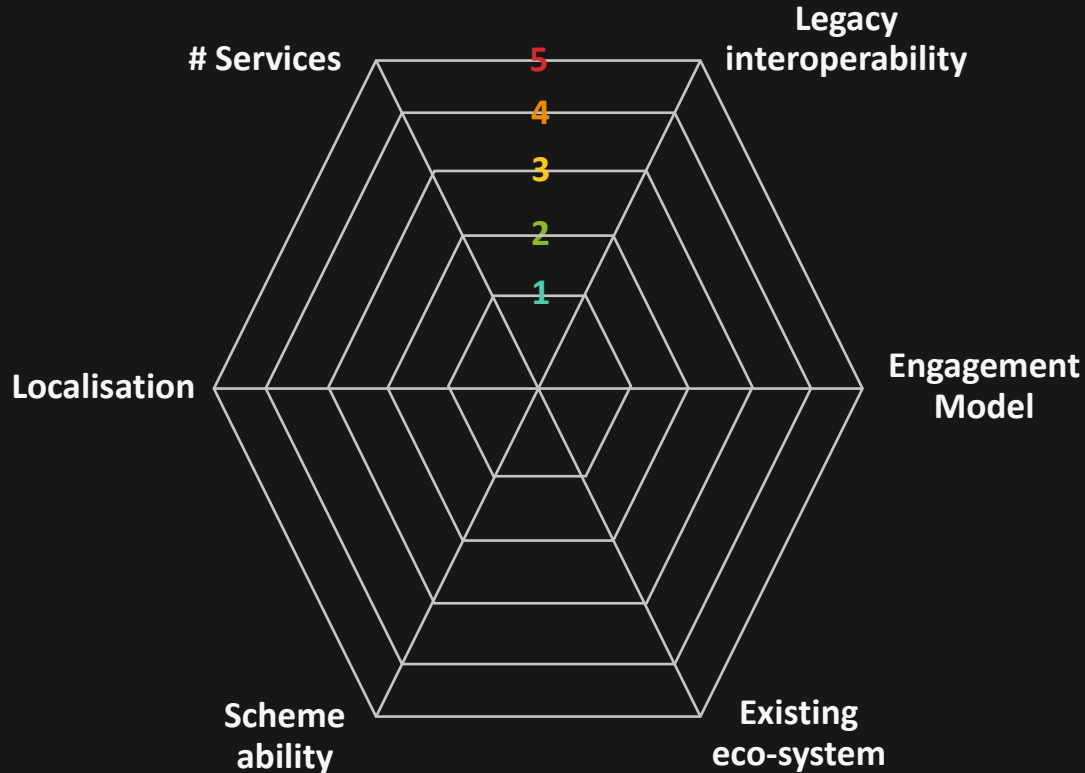 # Services
Legacy
interoperability
5
4
3
2
1
Localisation
Engagement
Model
Scheme
ability
Existing
eco-system